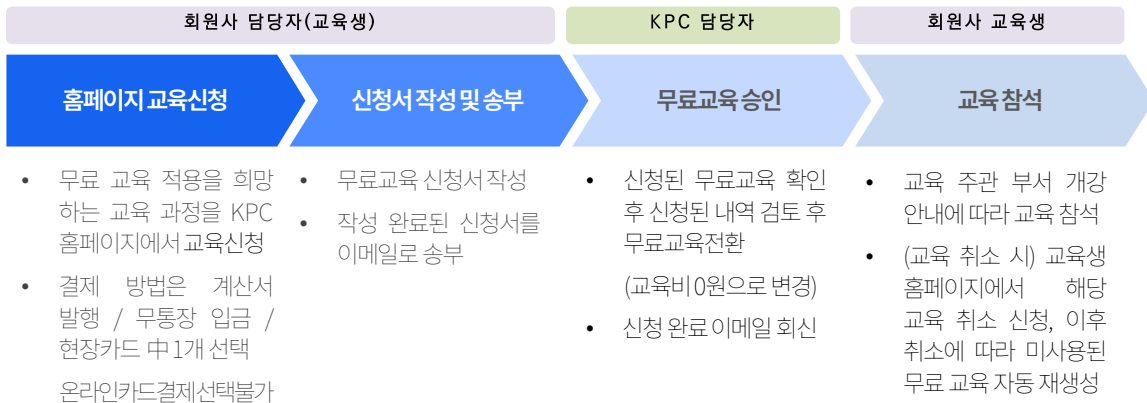 회원사 담당자(교육생)
KPC 담당자
회원사 교육생
홈페이지 교육신청
신청서 작성 및 송부
무료교육 승인
교육 참석
• 무료 교육 적용을 희망
하는 교육 과정을 KPC
홈페이지에서 교육신청
• 결제 방법은 계산서
발행 / 무통장 입금 /
현장카드 中 1개 선택
온라인카드결제선택불가
• 무료교육 신청서 작성
• 작성 완료된 신청서를
이메일로 송부
• 신청된 무료교육 확인
후 신청된 내역 검토 후
무료교육전환
(교육비 0원으로 변경)
• 신청 완료 이메일 회신
• 교육 주관 부서 개강
안내에 따라 교육 참석
• (교육 취소 시) 교육생
홈페이지에서 해당
교육 취소 신청, 이후
취소에 따라 미사용된
무료 교육 자동 재생성